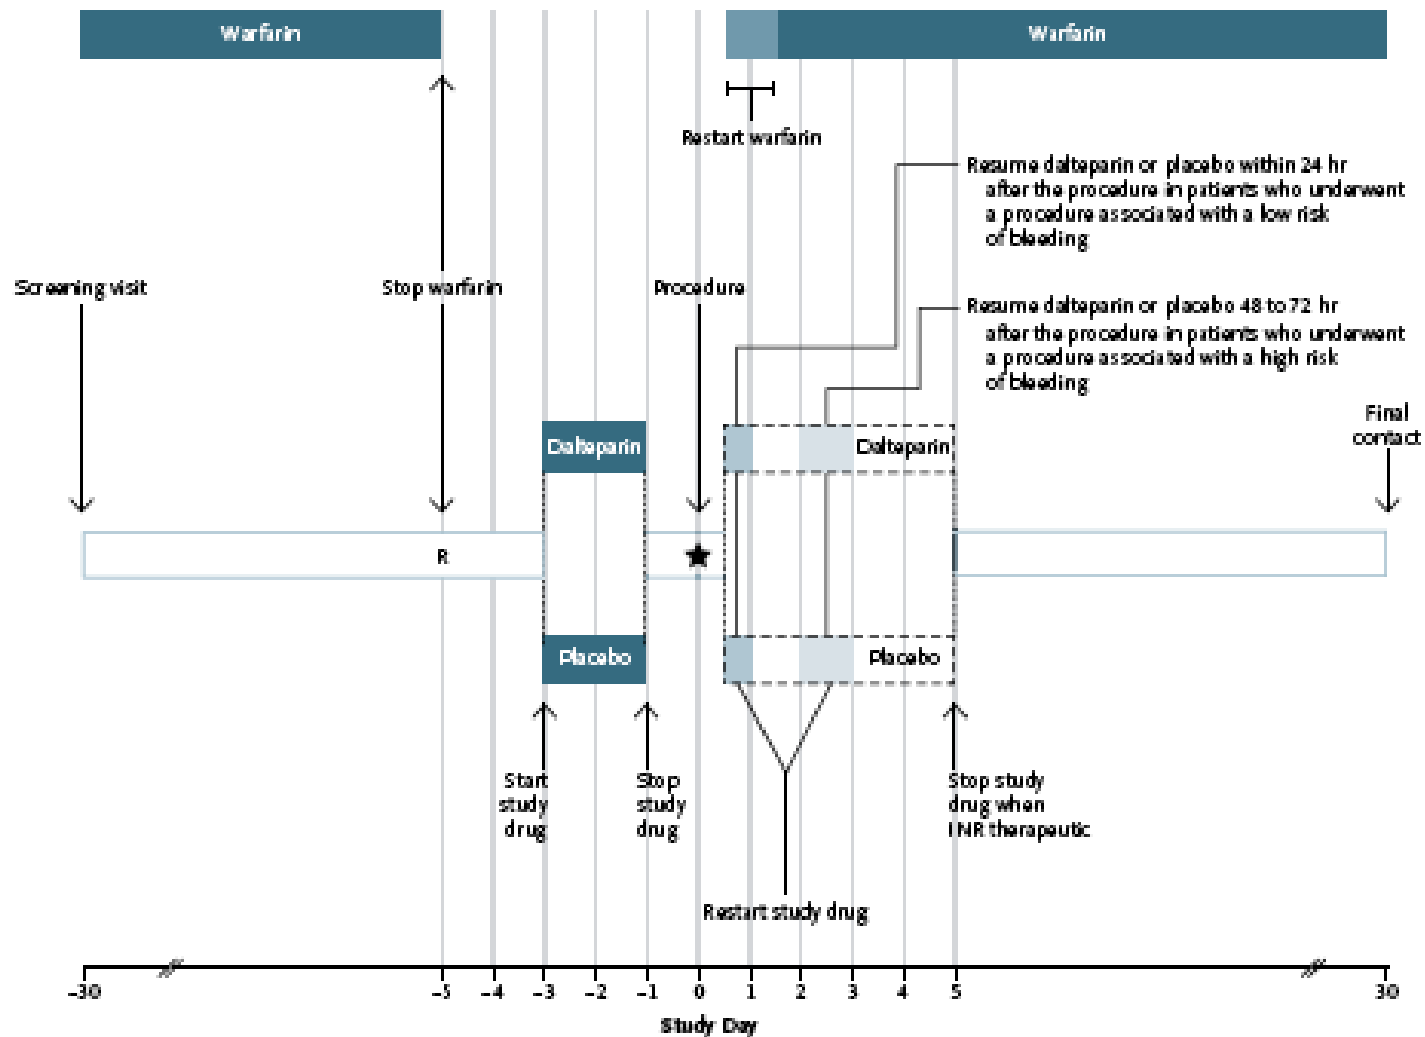 Warfarin
Warfarin
Restart warfarin
Resume dalteparin or placebo within 24 hr
after the procedure in patients who underwent
a procedure associated with a low risk
of bleeding
Screening visit
Stop warfarin
Procedure
Resume dalteparin or placebo 48 to 72 hr
after the procedure in patients who underwent
a procedure associated with a high risk
of bleeding
Final
contact
Dalteparin
Dalteparin
R
Placebo
Placebo
Start
study
drug
Stop
study
drug
Stop study
drug when
INR therapeutic
Restart study drug
−30
−5
−4
−3
−2
−1
0
1
2
3
4
5
30
Study Day